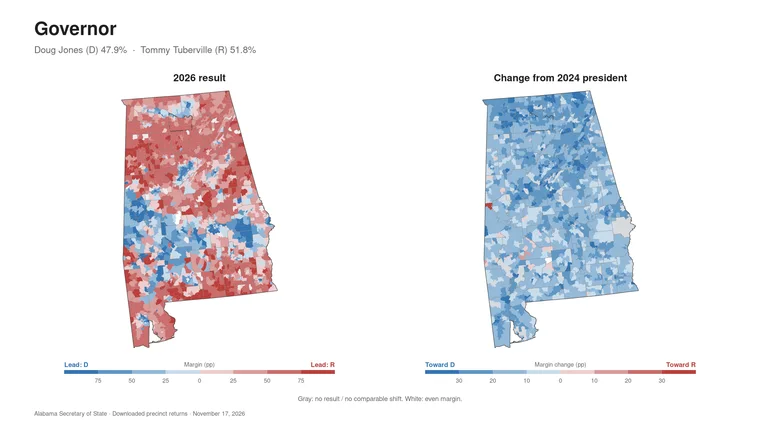 Governor
Doug Jones (D) 47.9%  ·  Tommy Tuberville (R) 51.8%
2026 result
Change from 2024 president
Lead: D Margin (pp) Lead: R
75 50 25 0 25 50 75
Toward D Margin change (pp) Toward R
30 20 10 0 10 20 30
Gray: no result / no comparable shift. White: even margin.
Alabama Secretary of State · Downloaded precinct returns · November 17, 2026